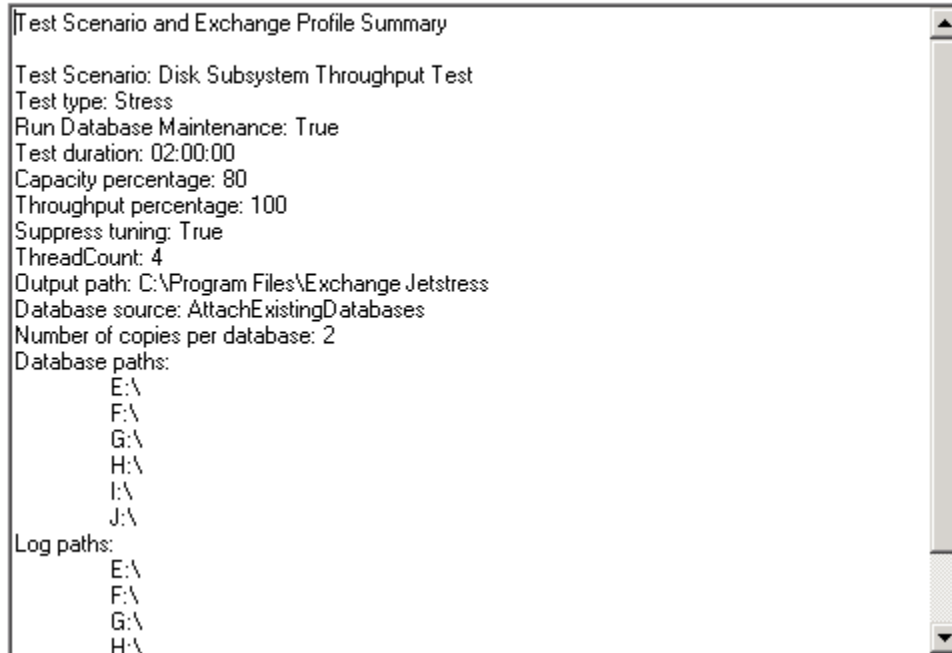 Test Scenario and Exchange Profile Summary
Test Scenario: Disk Subsystem Throughput Test
Test type: Stress
Run Database Maintenance: True
Test duration: 02:00:00
Capacity percentage: 80
Throughput percentage: 100
Suppress tuning: True
ThreadCount: 4
Output path: C:\Program Files\Exchange Jetstress
Database source: AttachExistingDatabases
Number of copies per database: 2
Database paths:
E:\
F:\
G:\
H:\
I:\
J:\
Log paths:
E:\
F:\
G:\
H:\